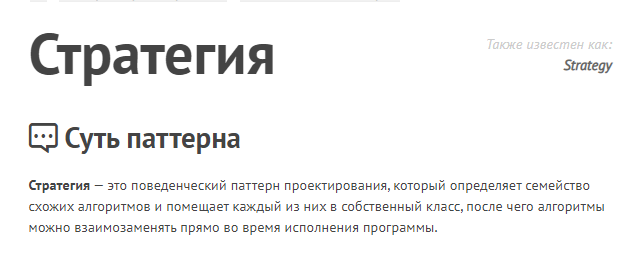 Стратегия
Также известен как:
Strategy
Суть паттерна
Стратегия — это поведенческий паттерн проектирования, который определяет семейство
схожих алгоритмов и помещает каждый из них в собственный класс, после чего алгоритмы
можно взаимозаменять прямо во время исполнения программы.